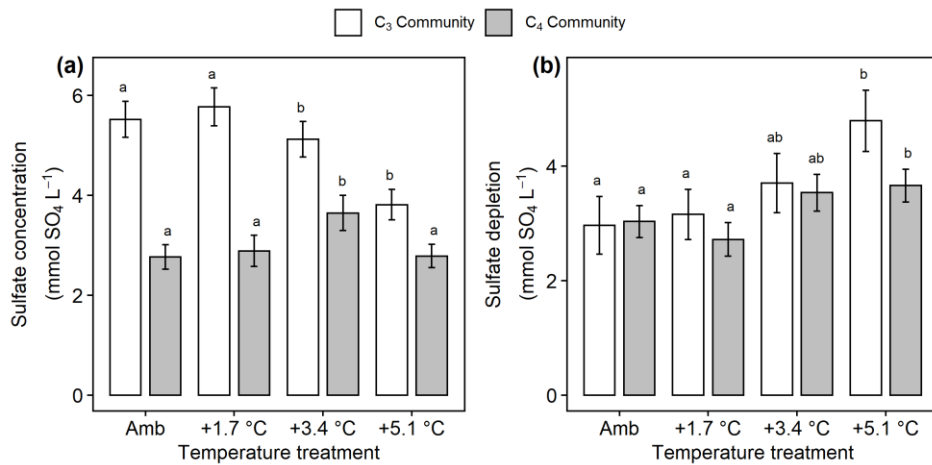 C₃ Community C₄ Community
(a)
Sulfate concentration
(mmol SO₄ L⁻¹)
6
4
2
0
a
a
a
a
b
b
b
a
Amb +1.7 °C +3.4 °C +5.1 °C
Temperature treatment
(b)
Sulfate depletion
(mmol SO₄ L⁻¹)
4
2
0
a
a
a
a
ab
ab
b
b
Amb +1.7 °C +3.4 °C +5.1 °C
Temperature treatment